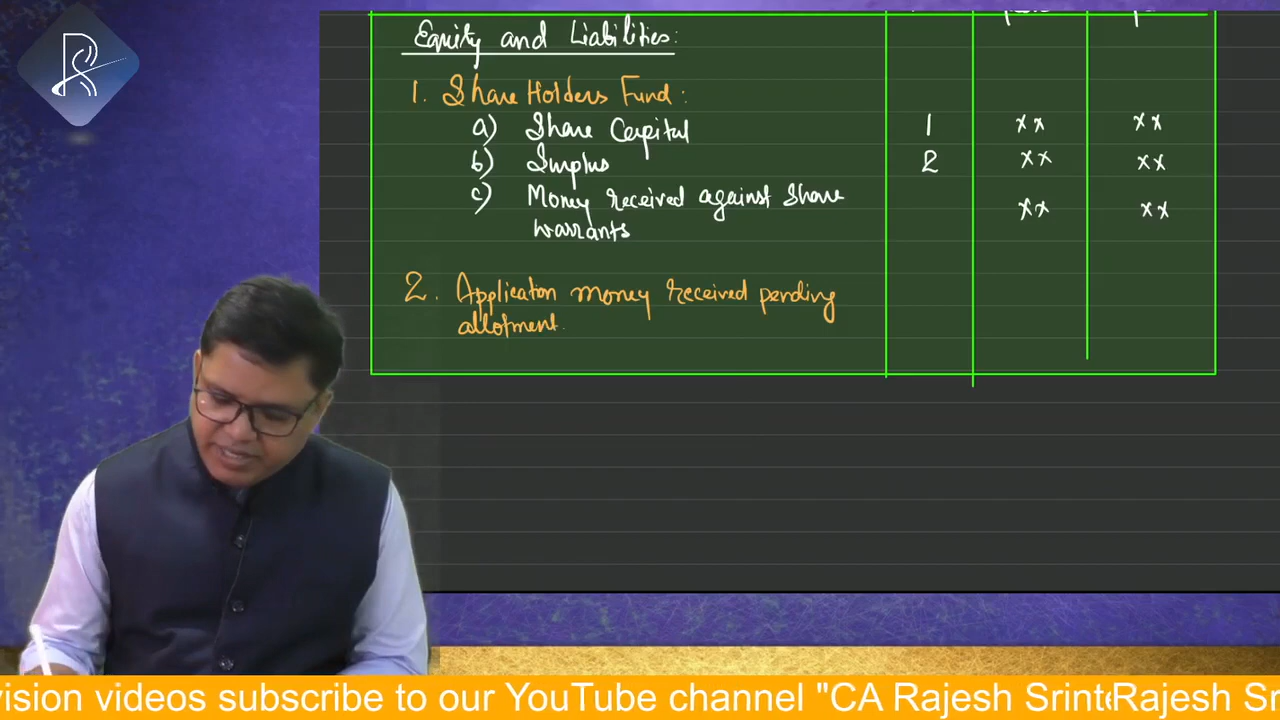 Equity and Liabilities:
1. Share Holders Fund:
a) Share Capital 1 xx xx
b) Surplus 2 xx xx
c) Money received against share xx xx
warrants
2. Application money received pending
allotment.
vision videos subscribe to our YouTube channel "CA Rajesh Srint Rajesh Sr